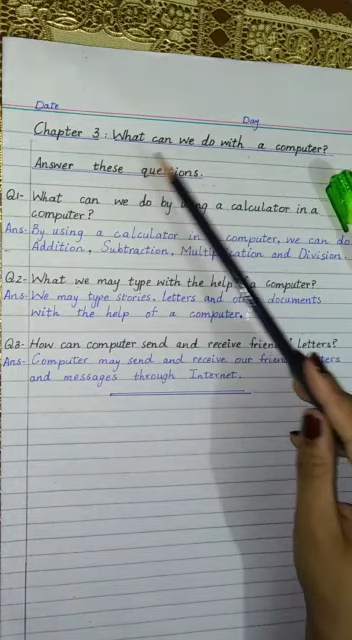 Date
Day
Chapter 3: What can we do with a computer?
Answer these questions.
Q1- What can we do by using a calculator in a
computer?
Ans- By using a calculator in computer, we can do
Addition, Subtraction, Multiplication and Division.
Q2- What we may type with the help of a computer?
Ans- We may type stories, letters and other documents
with the help of a computer.
Q3- How can computer send and receive friends' letters?
Ans- Computer may send and receive our friends' letters
and messages through Internet.